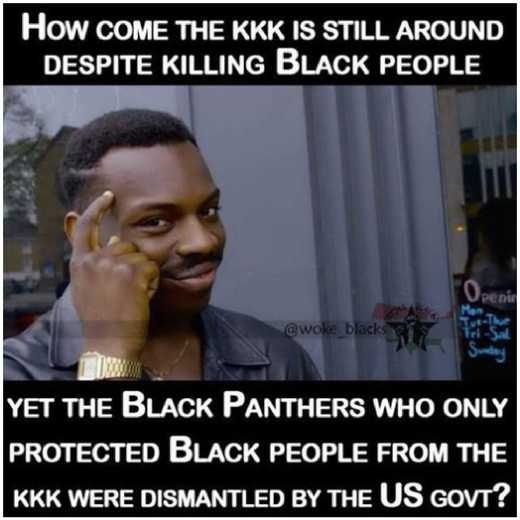 How come the KKK is still around
despite killing Black people
@woke_blacks
Openin
Mon
Tue-Thur
Fri-Sat
Sunday
yet the Black Panthers who only
protected Black people from the
KKK were dismantled by the US govt?